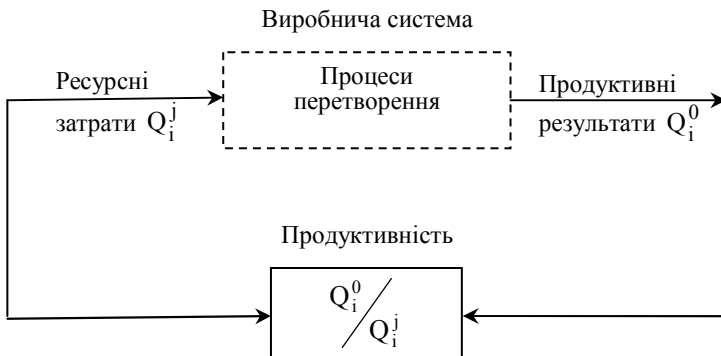 Виробнича система
Ресурсні
затрати Q_i^j
Процеси
перетворення
Продуктивні
результати Q_i^0
Продуктивність
Q_i^0 / Q_i^j